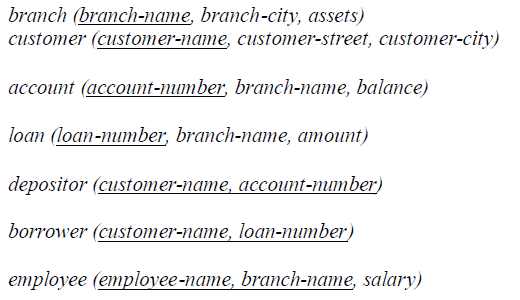 branch (branch-name, branch-city, assets)
customer (customer-name, customer-street, customer-city)
account (account-number, branch-name, balance)
loan (loan-number, branch-name, amount)
depositor (customer-name, account-number)
borrower (customer-name, loan-number)
employee (employee-name, branch-name, salary)